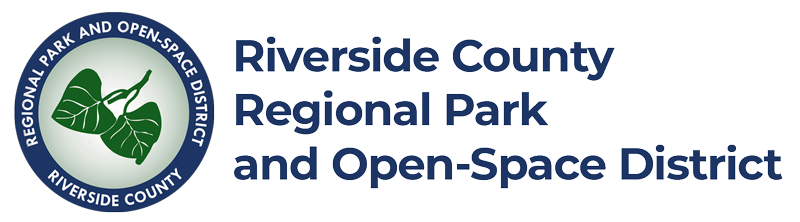 REGIONAL PARK AND OPEN-SPACE DISTRICT
RIVERSIDE COUNTY
Riverside County
Regional Park
and Open-Space District